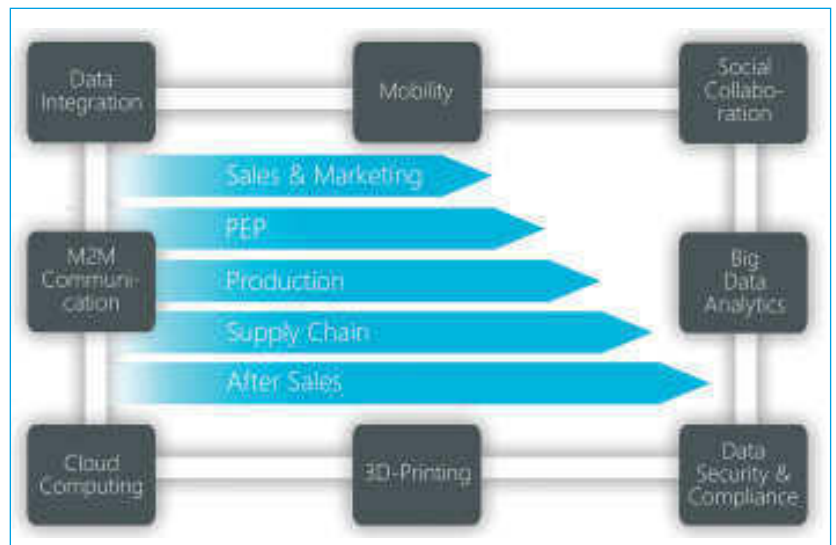 Data
Integration
Mobility
Social
Collabo-
ration
Sales & Marketing
PEP
M2M
Communi-
cation
Production
Big
Data
Analytics
Supply Chain
After Sales
Cloud
Computing
3D-Printing
Data
Security &
Compliance